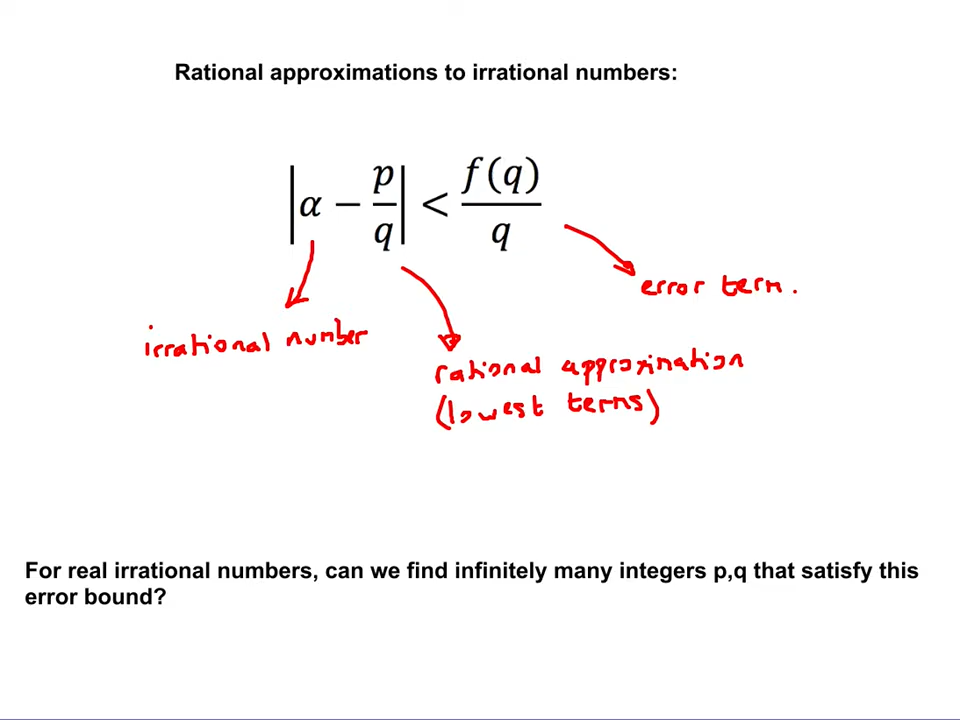 Rational approximations to irrational numbers:
|α − p/q| < f(q)/q
error term.
irrational number
rational approximation
(lowest terms)
For real irrational numbers, can we find infinitely many integers p,q that satisfy this
error bound?